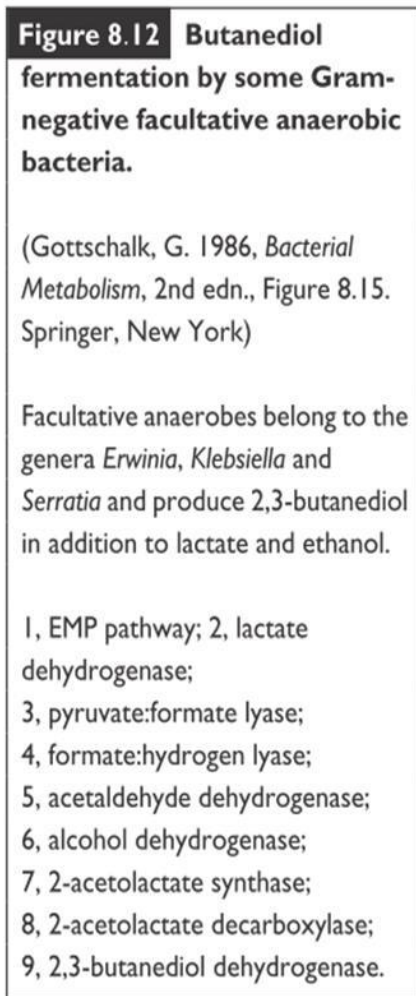 Figure 8.12 Butanediol
fermentation by some Gram-
negative facultative anaerobic
bacteria.
(Gottschalk, G. 1986, Bacterial
Metabolism, 2nd edn., Figure 8.15.
Springer, New York)
Facultative anaerobes belong to the
genera Erwinia, Klebsiella and
Serratia and produce 2,3-butanediol
in addition to lactate and ethanol.
1, EMP pathway; 2, lactate
dehydrogenase;
3, pyruvate:formate lyase;
4, formate:hydrogen lyase;
5, acetaldehyde dehydrogenase;
6, alcohol dehydrogenase;
7, 2-acetolactate synthase;
8, 2-acetolactate decarboxylase;
9, 2,3-butanediol dehydrogenase.